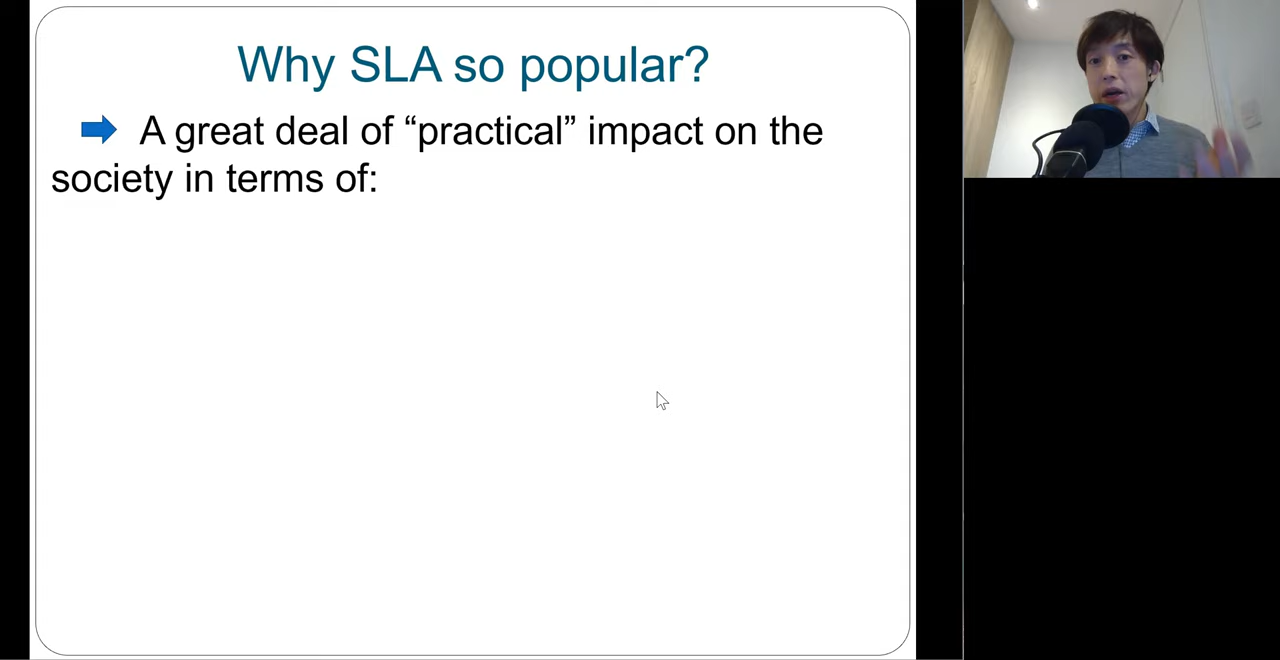 Why SLA so popular?
A great deal of “practical” impact on the
society in terms of: